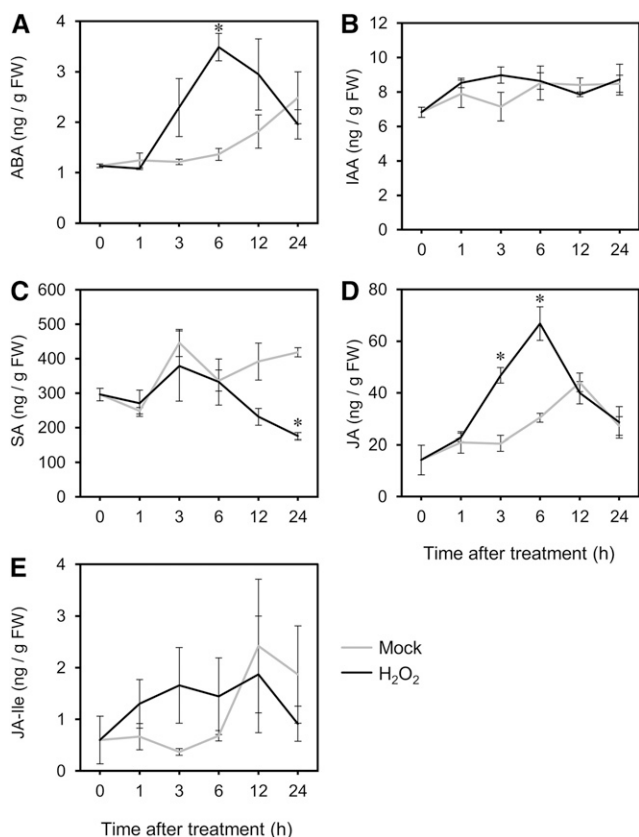 A
ABA (ng / g FW)
4
3
2
1
0
*
0 1 3 6 12 24
B
IAA (ng / g FW)
12
10
8
6
4
2
0
0 1 3 6 12 24
C
SA (ng / g FW)
600
500
400
300
200
100
0
*
0 1 3 6 12 24
D
JA (ng / g FW)
80
60
40
20
0
* *
0 1 3 6 12 24
Time after treatment (h)
E
JA-Ile (ng / g FW)
4
3
2
1
0
0 1 3 6 12 24
Time after treatment (h)
Mock
H₂O₂